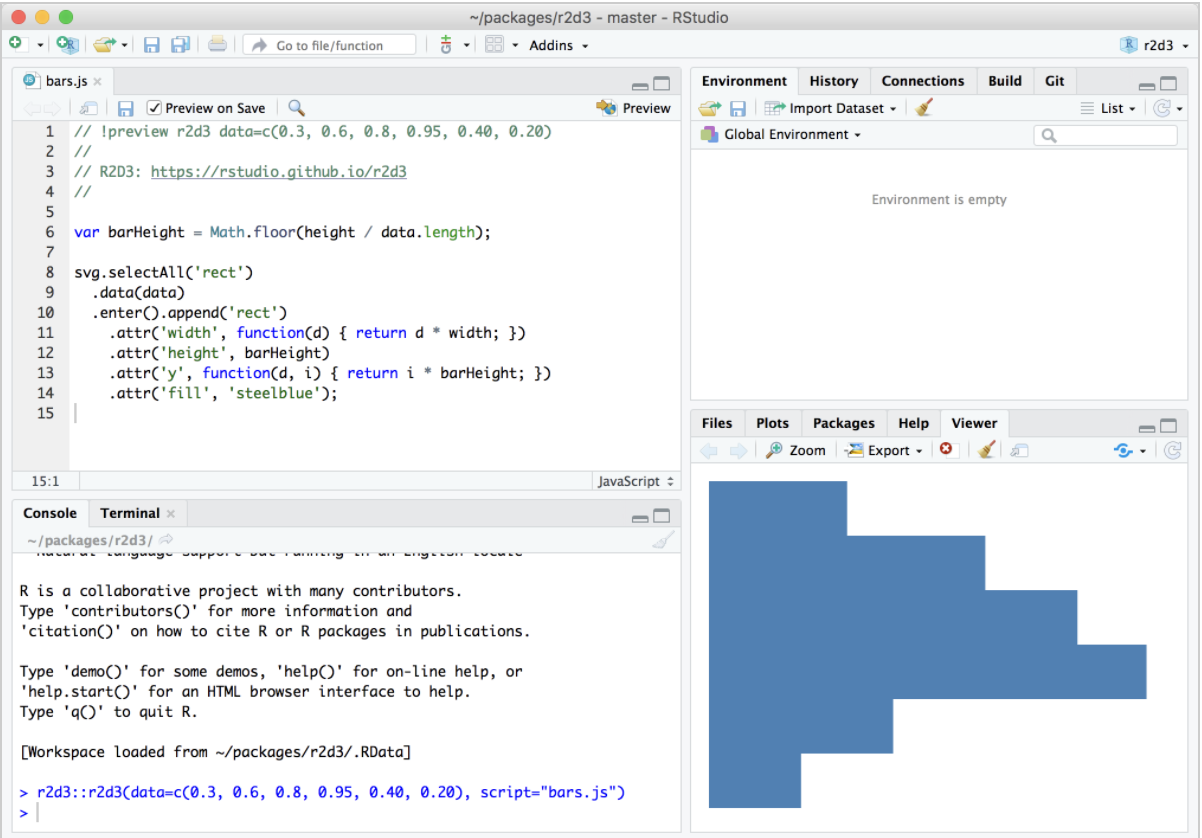 ~/packages/r2d3 - master - RStudio
Go to file/function
Addins
r2d3
bars.js
Preview on Save
Preview
1 // !preview r2d3 data=c(0.3, 0.6, 0.8, 0.95, 0.40, 0.20)
2 //
3 // R2D3: https://rstudio.github.io/r2d3
4 //
5
6 var barHeight = Math.floor(height / data.length);
7
8 svg.selectAll('rect')
9   .data(data)
10   .enter().append('rect')
11     .attr('width', function(d) { return d * width; })
12     .attr('height', barHeight)
13     .attr('y', function(d, i) { return i * barHeight; })
14     .attr('fill', 'steelblue');
15
15:1 JavaScript
Console Terminal
~/packages/r2d3/
Natural language support but running in an English locale
R is a collaborative project with many contributors.
Type 'contributors()' for more information and
'citation()' on how to cite R or R packages in publications.
Type 'demo()' for some demos, 'help()' for on-line help, or
'help.start()' for an HTML browser interface to help.
Type 'q()' to quit R.
[Workspace loaded from ~/packages/r2d3/.RData]
> r2d3::r2d3(data=c(0.3, 0.6, 0.8, 0.95, 0.40, 0.20), script="bars.js")
>
Environment History Connections Build Git
Import Dataset List
Global Environment
Environment is empty
Files Plots Packages Help Viewer
Zoom Export